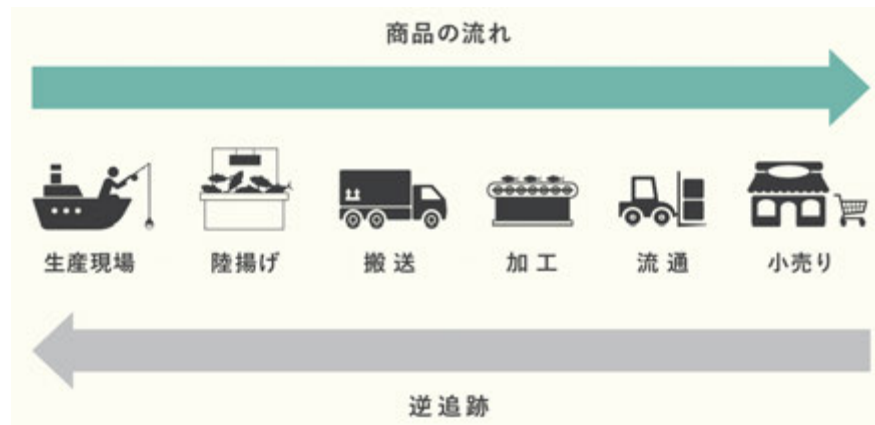 商品の流れ
生産現場 陸揚げ 搬送 加工 流通 小売り
逆追跡